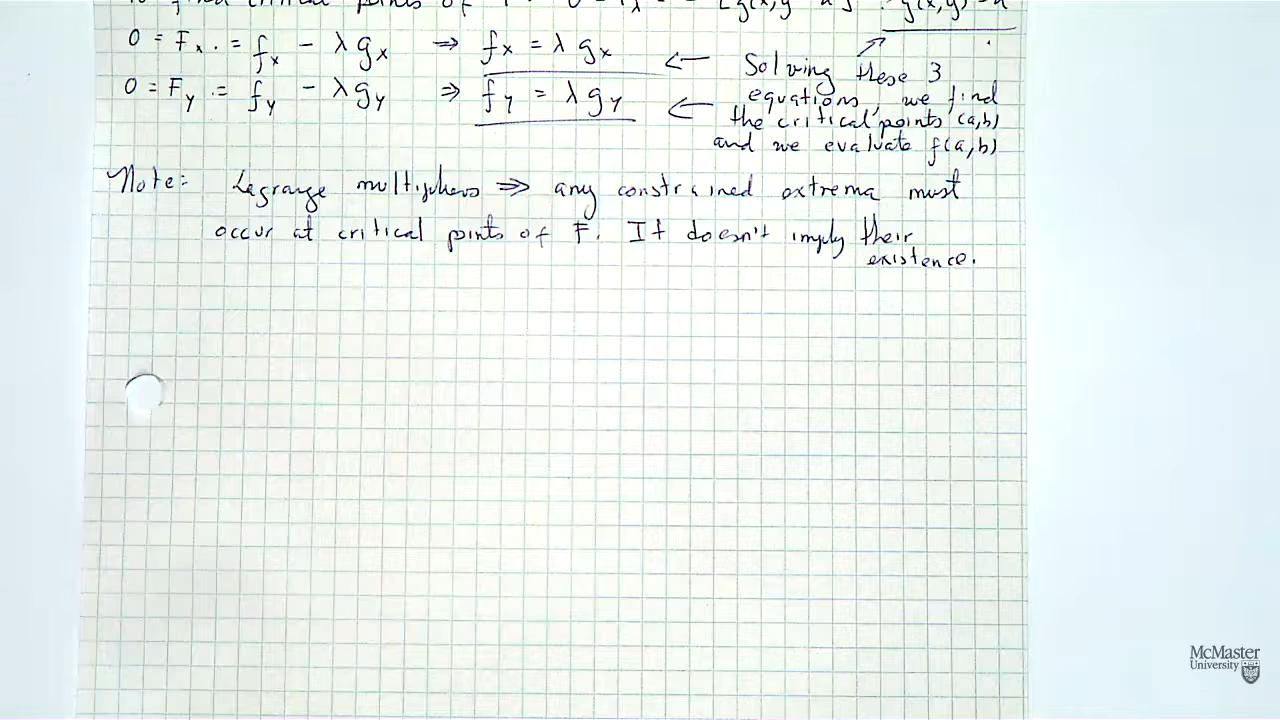 0 = Fx = fx - λ gx ⇒ fx = λ gx ← Solving these 3
0 = Fy = fy - λ gy ⇒ fy = λ gy ← equations, we find
the critical points (a,b)
and we evaluate f(a,b)
Note: Lagrange multipliers ⇒ any constrained extrema must
occur at critical points of F. It doesn't imply their
existence.
McMaster
University